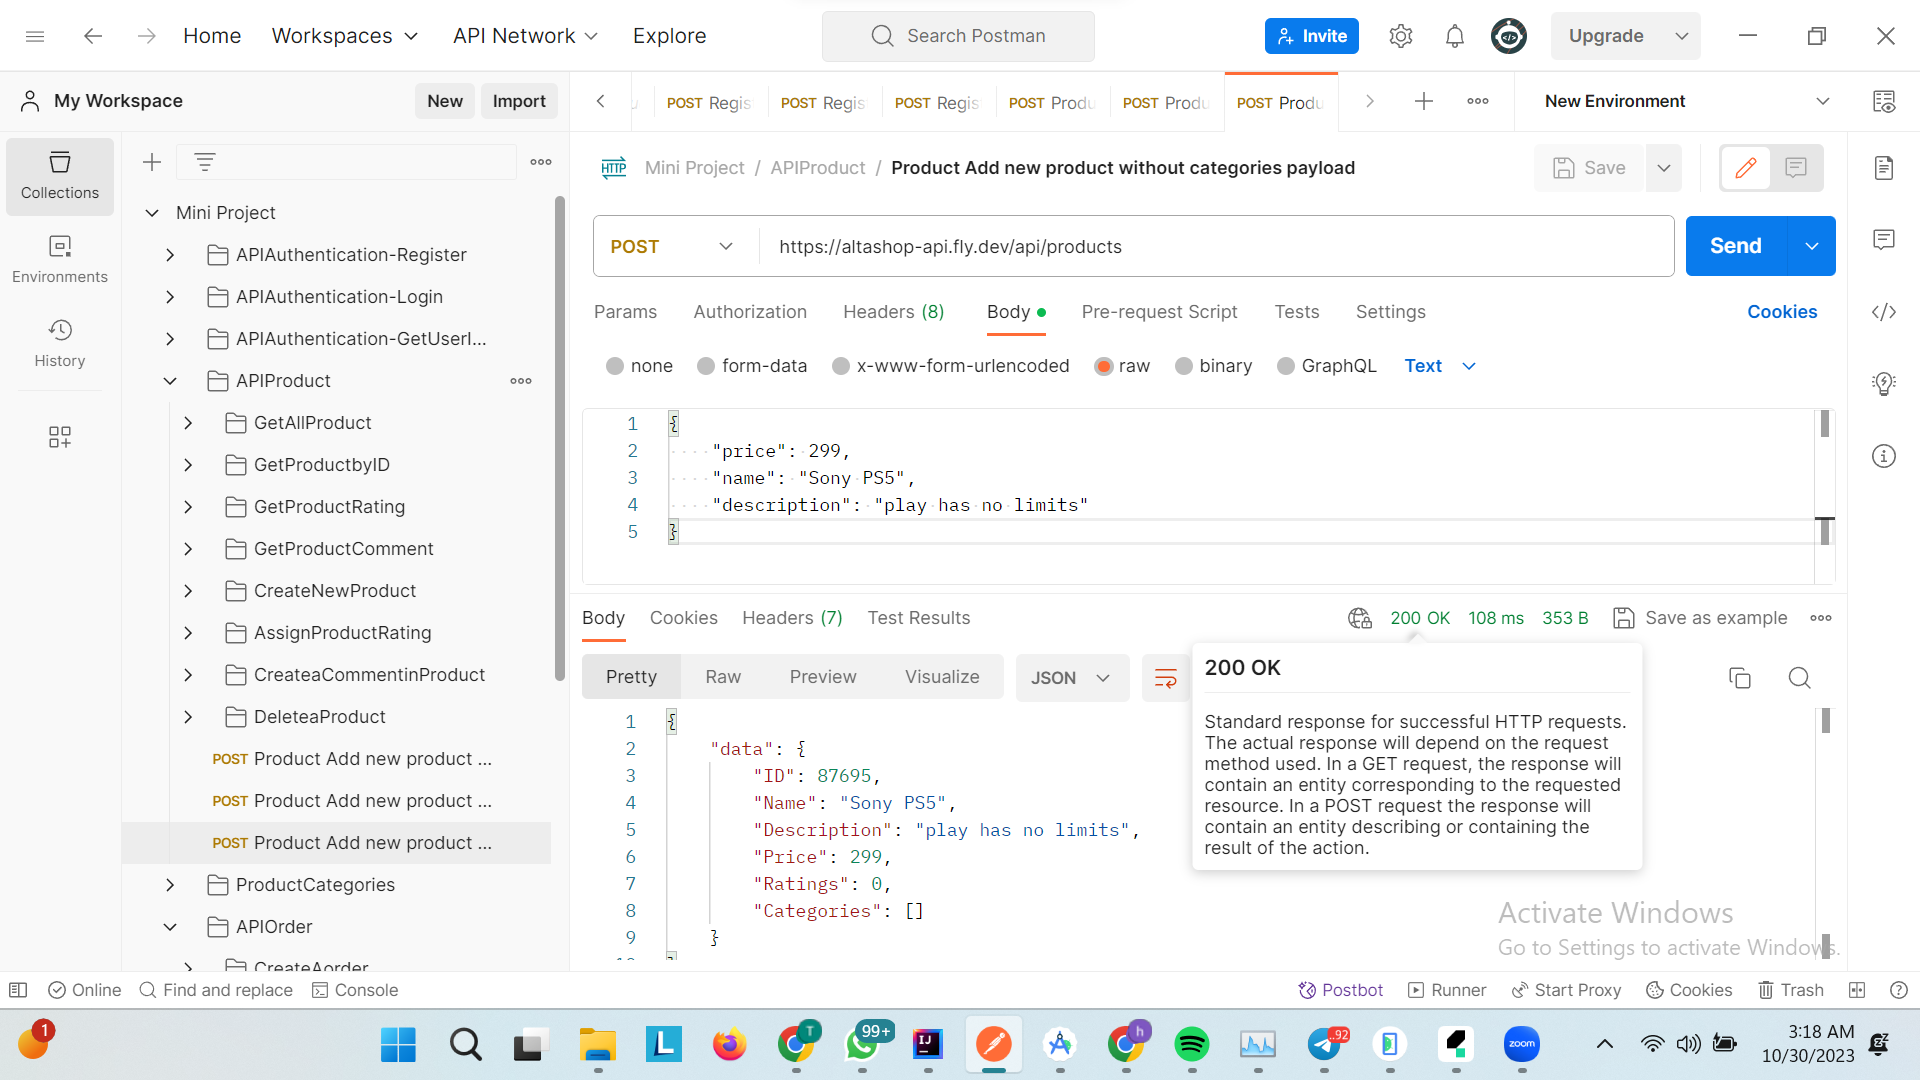 Home
Workspaces
API Network
Explore
Search Postman
Invite
Upgrade
My Workspace
New
Import
POST Regis
POST Regis
POST Regis
POST Produ
POST Produ
POST Produ
New Environment
Collections
Environments
History
Mini Project
APIAuthentication-Register
APIAuthentication-Login
APIAuthentication-GetUserI...
APIProduct
GetAllProduct
GetProductbyID
GetProductRating
GetProductComment
CreateNewProduct
AssignProductRating
CreateaCommentinProduct
DeleteaProduct
POST Product Add new product ...
POST Product Add new product ...
POST Product Add new product ...
ProductCategories
APIOrder
CreateAorder
HTTP Mini Project / APIProduct / Product Add new product without categories payload
Save
POST
https://altashop-api.fly.dev/api/products
Send
Params
Authorization
Headers (8)
Body
Pre-request Script
Tests
Settings
Cookies
none
form-data
x-www-form-urlencoded
raw
binary
GraphQL
Text
1 {
2 "price": 299,
3 "name": "Sony PS5",
4 "description": "play has no limits"
5 }
Body
Cookies
Headers (7)
Test Results
200 OK
108 ms
353 B
Save as example
Pretty
Raw
Preview
Visualize
JSON
1 {
2 "data": {
3 "ID": 87695,
4 "Name": "Sony PS5",
5 "Description": "play has no limits",
6 "Price": 299,
7 "Ratings": 0,
8 "Categories": []
9 }
10 }
200 OK
Standard response for successful HTTP requests.
The actual response will depend on the request
method used. In a GET request, the response will
contain an entity corresponding to the requested
resource. In a POST request the response will
contain an entity describing or containing the
result of the action.
Activate Windows
Go to Settings to activate Windows.
Online
Find and replace
Console
Postbot
Runner
Start Proxy
Cookies
Trash
1
L
T
99+
IJ
h
..92
zoom
3:18 AM
10/30/2023